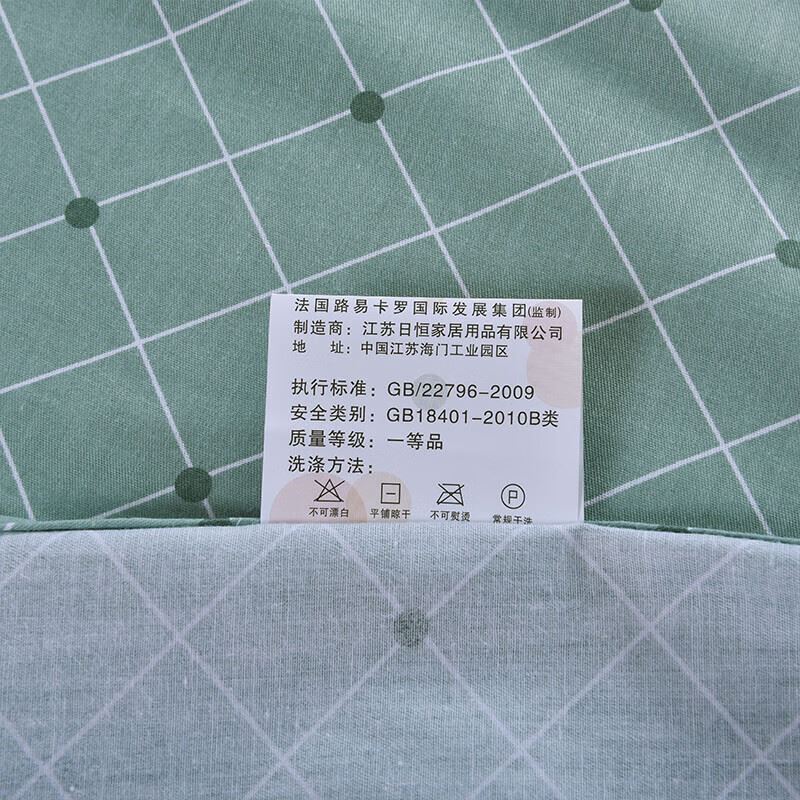 法国路易卡罗国际发展集团(监制)
制造商：江苏日恒家居用品有限公司
地 址：中国江苏海门工业园区
执行标准：GB/22796-2009
安全类别：GB18401-2010B类
质量等级：一等品
洗涤方法：
P
不可漂白 平铺晾干 不可熨烫 常规干洗